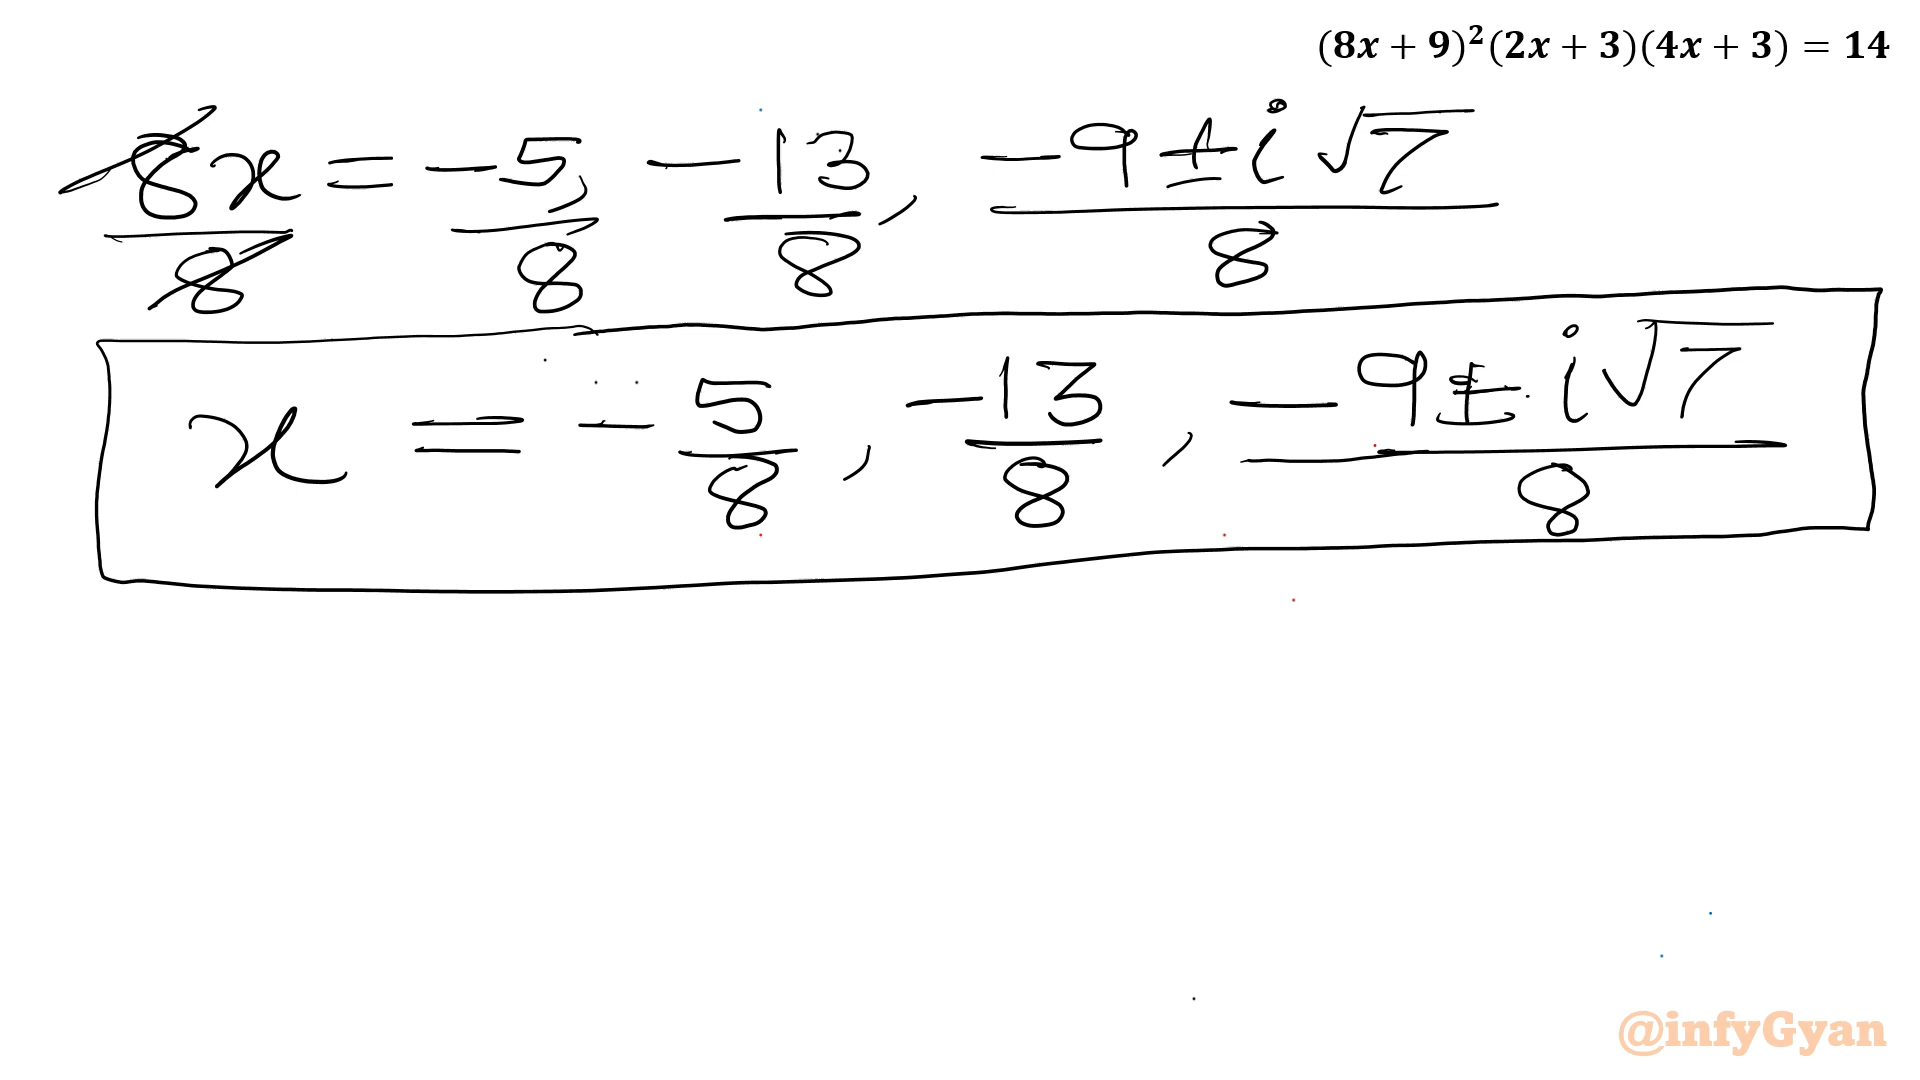 (8x + 9)²(2x + 3)(4x + 3) = 14
8x/8 = -5/8, -13/8, (-9 ± i√7)/8
x = -5/8, -13/8, (-9 ± i√7)/8
@infyGyan